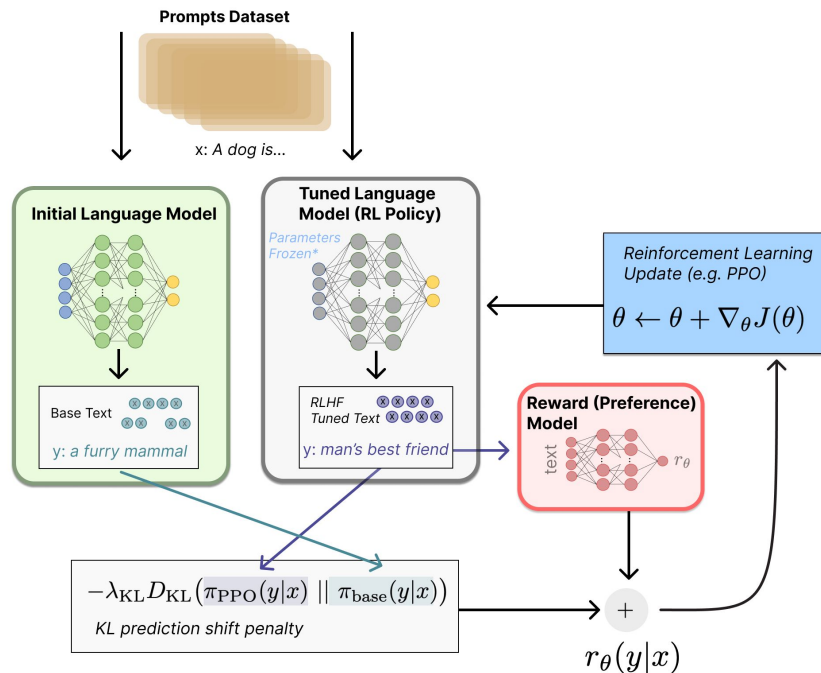 Prompts Dataset
x: A dog is...
Initial Language Model
Base Text
x x x x
x x x x
y: a furry mammal
Tuned Language
Model (RL Policy)
Parameters
Frozen*
RLHF
Tuned Text
x x x x
x x x x
y: man's best friend
Reinforcement Learning
Update (e.g. PPO)
θ ← θ + ∇θJ(θ)
Reward (Preference)
Model
text
rθ
−λKL DKL(πPPO(y|x) || πbase(y|x))
KL prediction shift penalty
+
rθ(y|x)